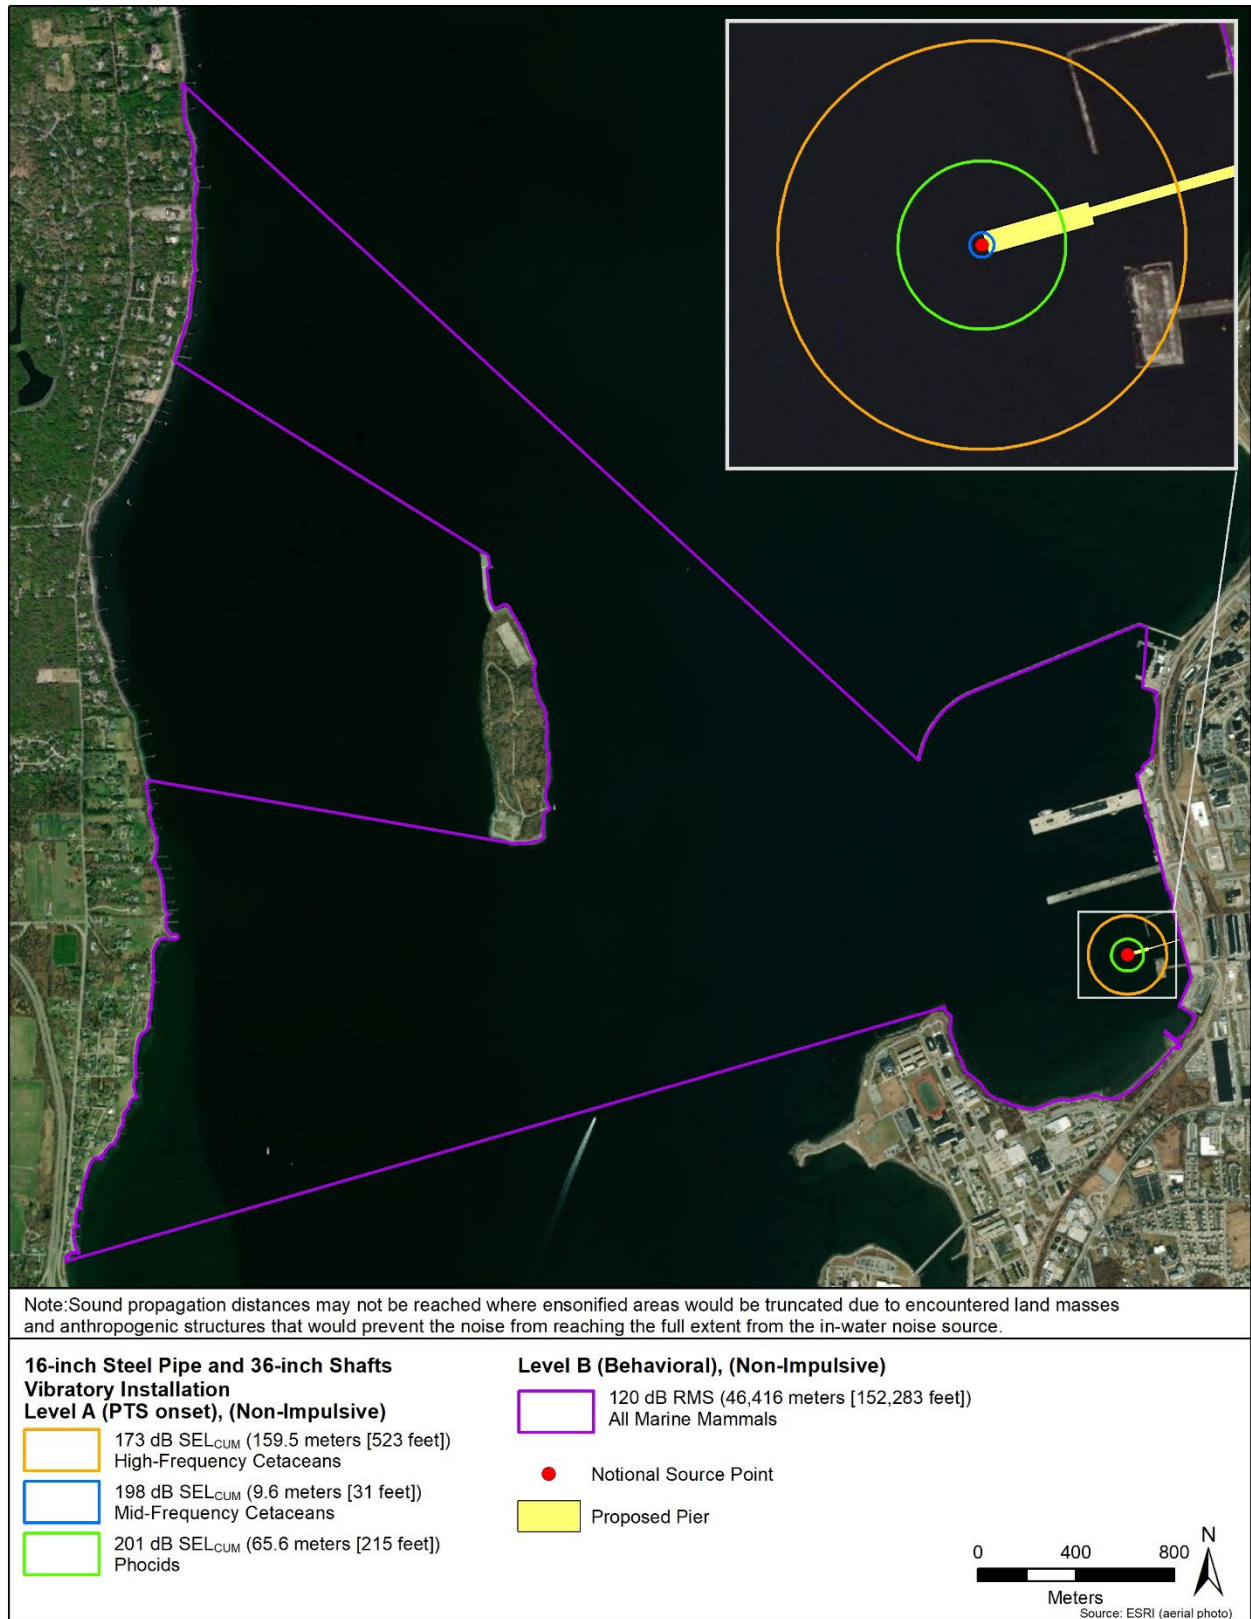 Note:Sound propagation distances may not be reached where ensonified areas would be truncated due to encountered land masses
and anthropogenic structures that would prevent the noise from reaching the full extent from the in-water noise source.
16-inch Steel Pipe and 36-inch Shafts
Vibratory Installation
Level A (PTS onset), (Non-Impulsive)
173 dB SELCUM (159.5 meters [523 feet])
High-Frequency Cetaceans
198 dB SELCUM (9.6 meters [31 feet])
Mid-Frequency Cetaceans
201 dB SELCUM (65.6 meters [215 feet])
Phocids
Level B (Behavioral), (Non-Impulsive)
120 dB RMS (46,416 meters [152,283 feet])
All Marine Mammals
Notional Source Point
Proposed Pier
N
0 400 800
Meters
Source: ESRI (aerial photo)